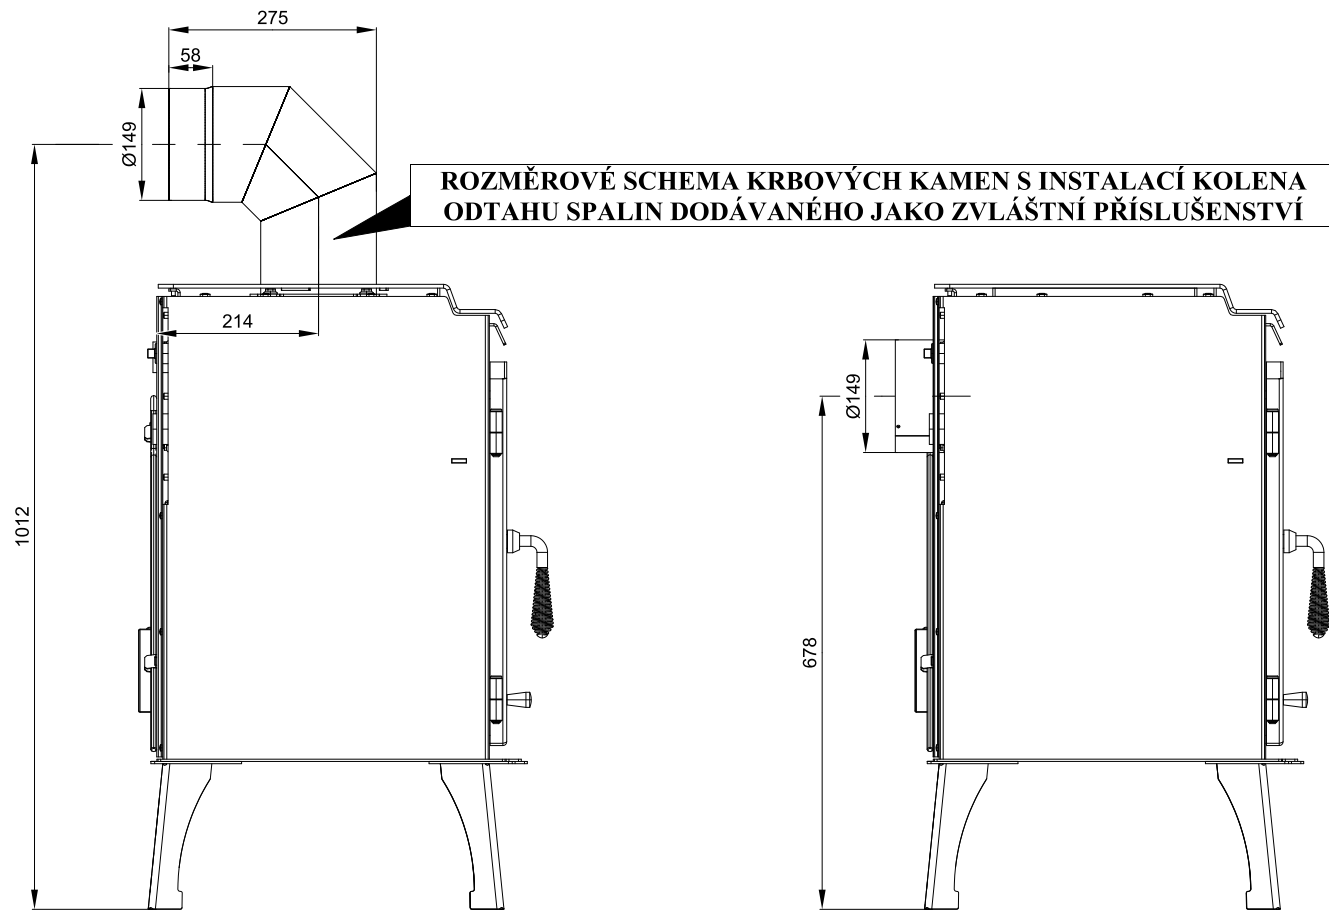 275
58
Ø149
ROZMĚROVÉ SCHEMA KRBOVÝCH KAMEN S INSTALACÍ KOLENA
ODTAHU SPALIN DODÁVANÉHO JAKO ZVLÁŠTNÍ PŘÍSLUŠENSTVÍ
214
Ø149
1012
678